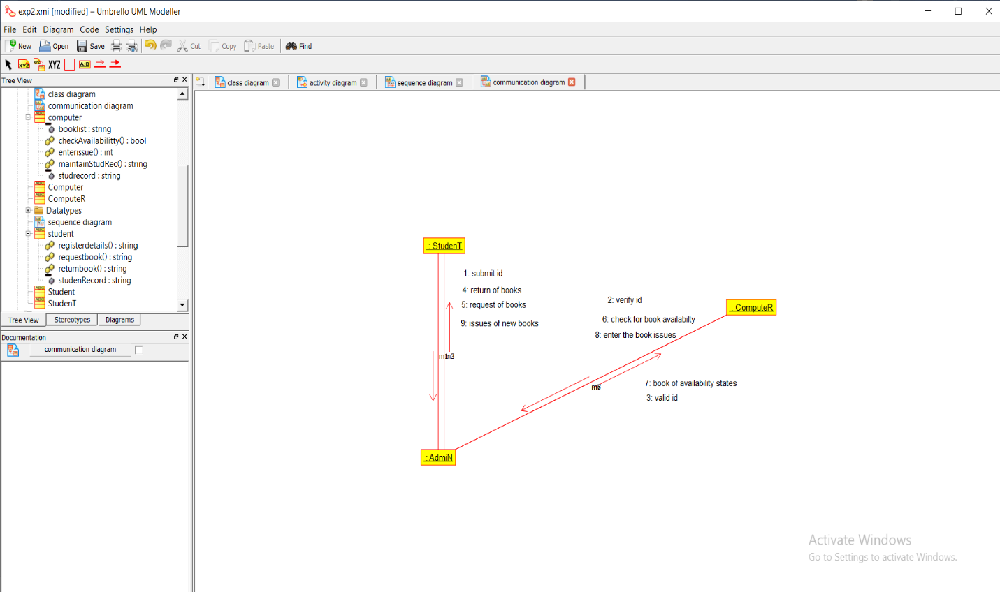 exp2.xmi [modified] – Umbrello UML Modeller
File Edit Diagram Code Settings Help
New Open Save Cut Copy Paste Find
XYZ XYZ XYZ A:B
Tree View
class diagram activity diagram sequence diagram communication diagram
class diagram
communication diagram
computer
booklist : string
checkAvailabilitty() : bool
enterissue() : int
maintainStudRec() : string
studrecord : string
Computer
ComputeR
Datatypes
sequence diagram
student
registerdetails() : string
requestbook() : string
returnbook() : string
studenRecord : string
Student
StudenT
Tree View Stereotypes Diagrams
Documentation
communication diagram
: StudenT
1: submit id
4: return of books
5: request of books
9: issues of new books
2: verify id
6: check for book availabilty
8: enter the book issues
: ComputeR
7: book of availability states
3: valid id
: AdmiN
Activate Windows
Go to Settings to activate Windows.